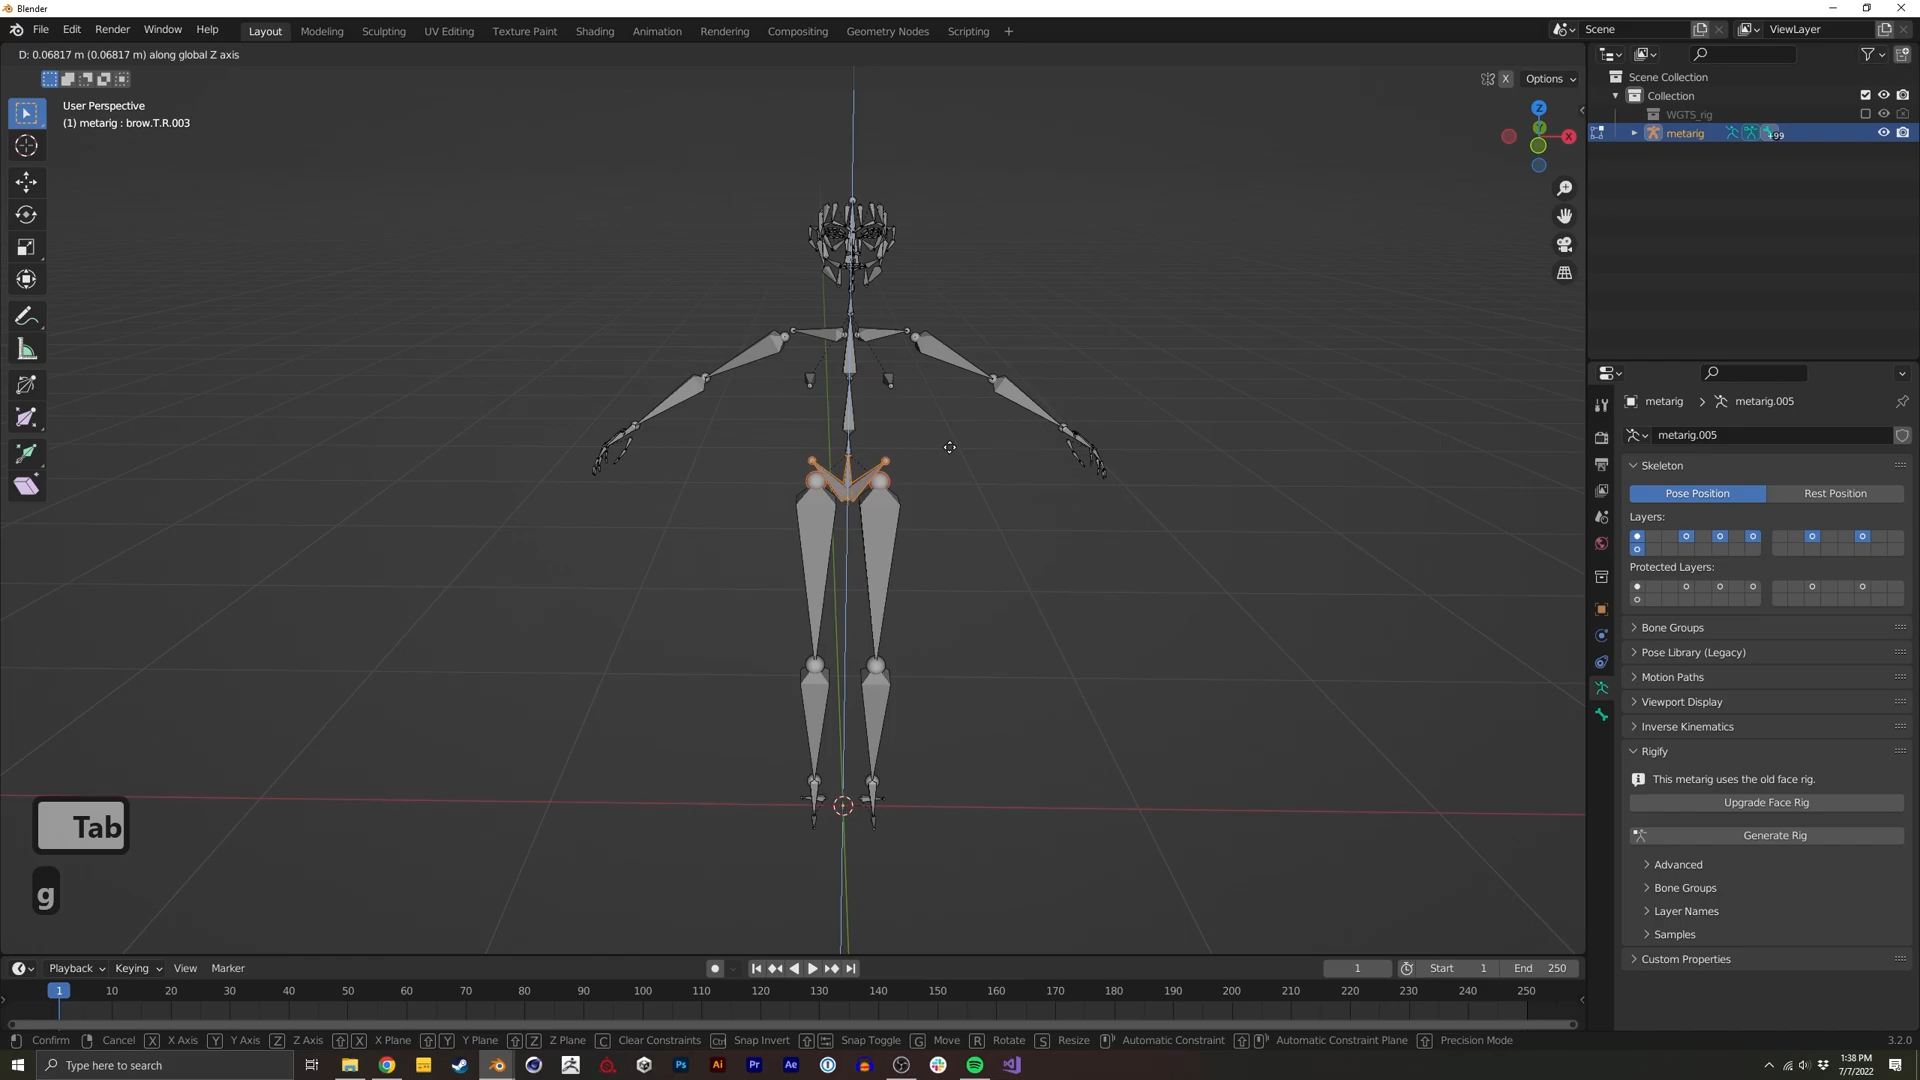 Blender
File Edit Render Window Help Layout Modeling Sculpting UV Editing Texture Paint Shading Animation Rendering Compositing Geometry Nodes Scripting + Scene ViewLayer
D: 0.06817 m (0.06817 m) along global Z axis
X Options
User Perspective
(1) metarig : brow.T.R.003
Z
X
Scene Collection
Collection
WGTS_rig
metarig +99
metarig > metarig.005
metarig.005
Skeleton
Pose Position Rest Position
Layers:
Protected Layers:
Bone Groups
Pose Library (Legacy)
Motion Paths
Viewport Display
Inverse Kinematics
Rigify
This metarig uses the old face rig.
Upgrade Face Rig
Generate Rig
Advanced
Bone Groups
Layer Names
Samples
Custom Properties
Tab
g
Playback Keying View Marker 1 Start 1 End 250
1 10 20 30 40 50 60 70 80 90 100 110 120 130 140 150 160 170 180 190 200 210 220 230 240 250
Confirm Cancel X X Axis Y Y Axis Z Z Axis X X Plane Y Y Plane Z Z Plane C Clear Constraints Ctrl Snap Invert Snap Toggle G Move R Rotate S Resize Automatic Constraint Automatic Constraint Plane Precision Mode 3.2.0
Type here to search Ps Ai Pr Ae 1:38 PM
7/7/2022